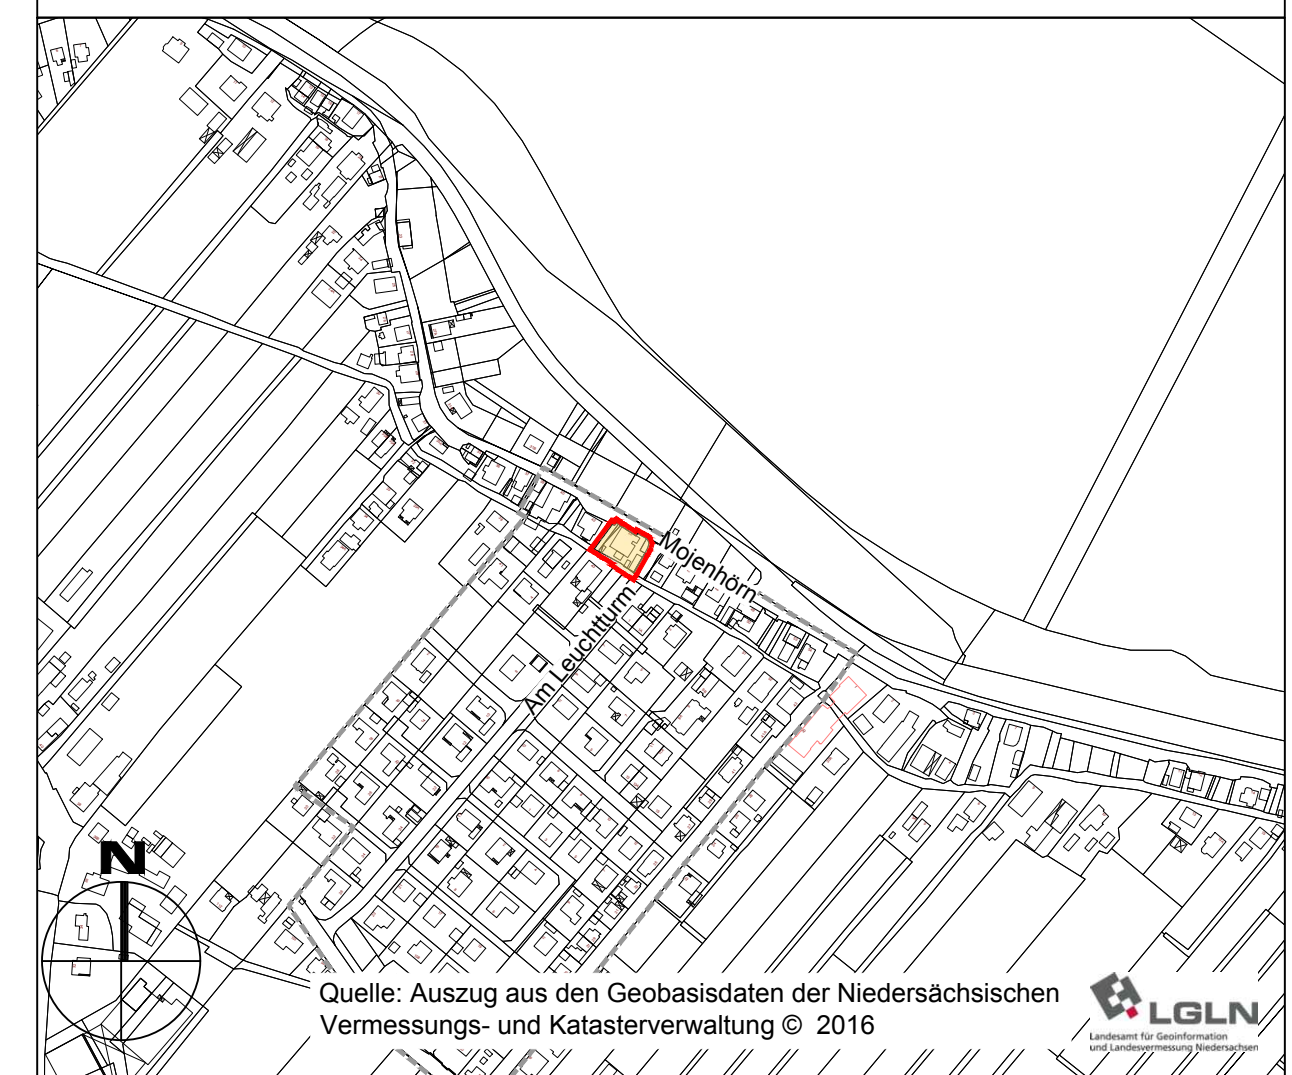 Mojenhörn
Am Leuchtturm
N
Quelle: Auszug aus den Geobasisdaten der Niedersächsischen
Vermessungs- und Katasterverwaltung © 2016
LGLN
Landesamt für Geoinformation
und Landesvermessung Niedersachsen